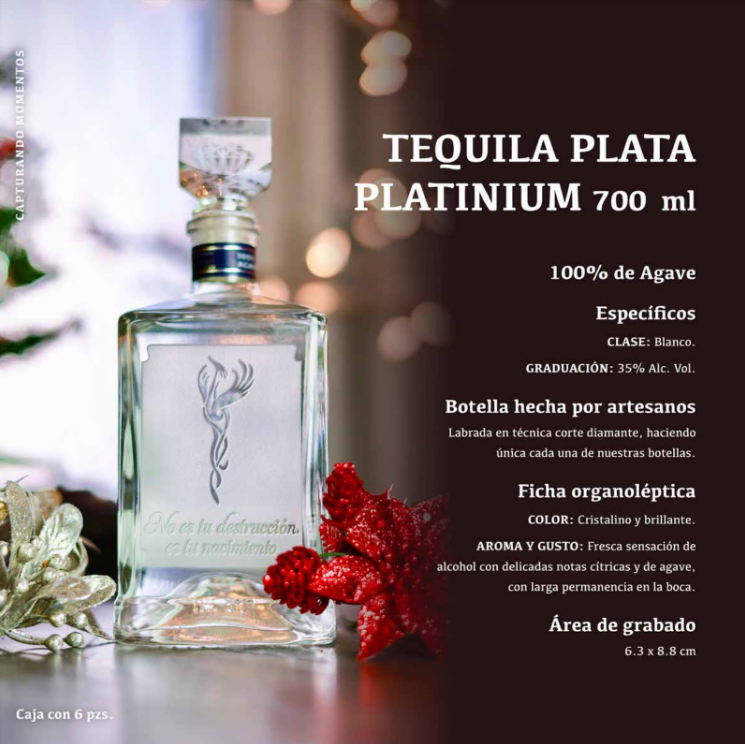 CAPTURANDO MOMENTOS
TEQUILA PLATA
PLATINIUM 700 ml
100% de Agave
Específicos
CLASE: Blanco.
GRADUACIÓN: 35% Alc. Vol.
Botella hecha por artesanos
Labrada en técnica corte diamante, haciendo
única cada una de nuestras botellas.
Ficha organoléptica
COLOR: Cristalino y brillante.
AROMA Y GUSTO: Fresca sensación de
alcohol con delicadas notas cítricas y de agave,
con larga permanencia en la boca.
Área de grabado
6.3 x 8.8 cm
No es tu destrucción,
es tu nacimiento
Caja con 6 pzs.